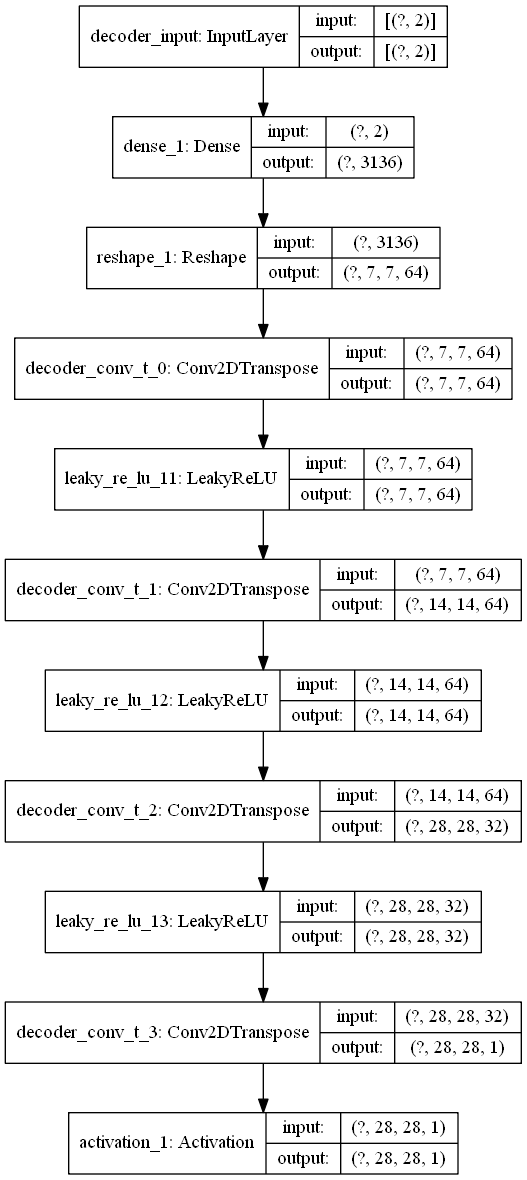 decoder_input: InputLayer
input: [(?, 2)]
output: [(?, 2)]
dense_1: Dense
input: (?, 2)
output: (?, 3136)
reshape_1: Reshape
input: (?, 3136)
output: (?, 7, 7, 64)
decoder_conv_t_0: Conv2DTranspose
input: (?, 7, 7, 64)
output: (?, 7, 7, 64)
leaky_re_lu_11: LeakyReLU
input: (?, 7, 7, 64)
output: (?, 7, 7, 64)
decoder_conv_t_1: Conv2DTranspose
input: (?, 7, 7, 64)
output: (?, 14, 14, 64)
leaky_re_lu_12: LeakyReLU
input: (?, 14, 14, 64)
output: (?, 14, 14, 64)
decoder_conv_t_2: Conv2DTranspose
input: (?, 14, 14, 64)
output: (?, 28, 28, 32)
leaky_re_lu_13: LeakyReLU
input: (?, 28, 28, 32)
output: (?, 28, 28, 32)
decoder_conv_t_3: Conv2DTranspose
input: (?, 28, 28, 32)
output: (?, 28, 28, 1)
activation_1: Activation
input: (?, 28, 28, 1)
output: (?, 28, 28, 1)